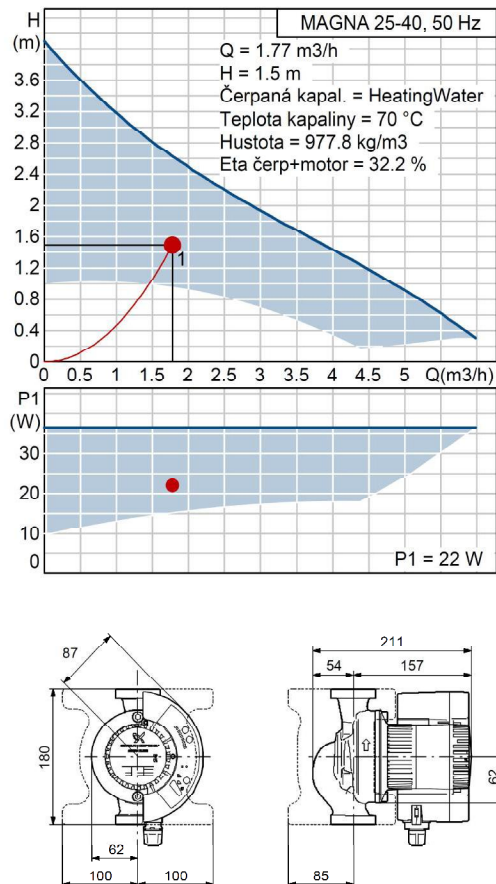 H
(m)
MAGNA 25-40, 50 Hz
Q = 1.77 m3/h
H = 1.5 m
Čerpaná kapal. = HeatingWater
Teplota kapaliny = 70 °C
Hustota = 977.8 kg/m3
Eta čerp+motor = 32.2 %
3.6
3.2
2.8
2.4
2
1.6
1.2
0.8
0.4
0
1
0 0.5 1 1.5 2 2.5 3 3.5 4 4.5 5 Q(m3/h)
P1
(W)
30
20
10
0
P1 = 22 W
87
180
62
100 100
211
54 157
62
85